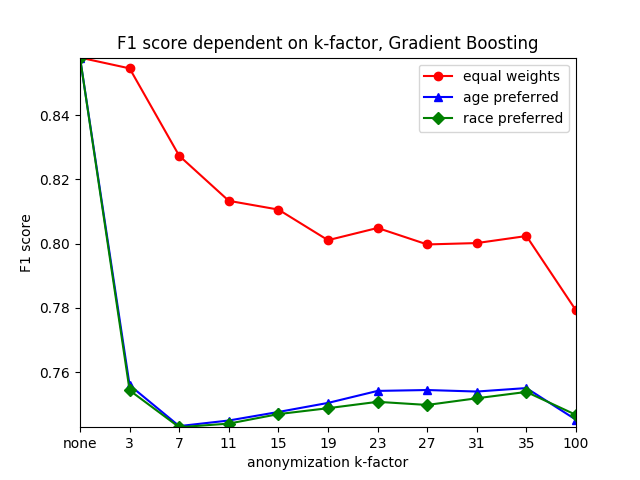 F1 score dependent on k-factor, Gradient Boosting
equal weights
age preferred
race preferred
F1 score
0.84
0.82
0.80
0.78
0.76
none 3 7 11 15 19 23 27 31 35 100
anonymization k-factor